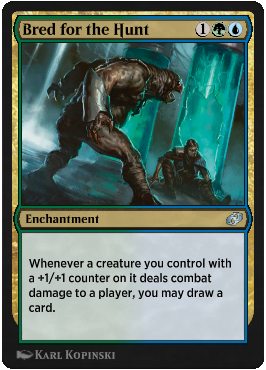 Bred for the Hunt 1
Enchantment
Whenever a creature you control with
a +1/+1 counter on it deals combat
damage to a player, you may draw a
card.
Karl Kopinski